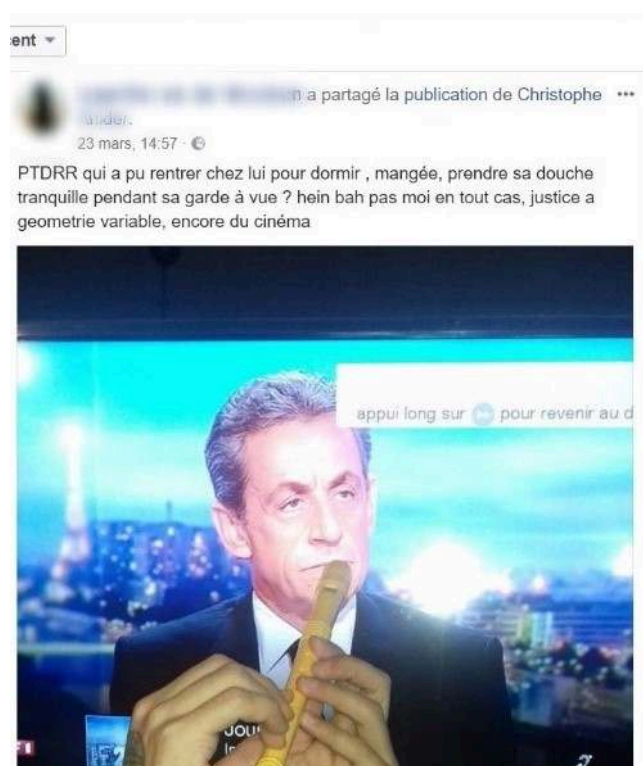 ent
a partagé la publication de Christophe
23 mars, 14:57
PTDRR qui a pu rentrer chez lui pour dormir , mangée, prendre sa douche
tranquille pendant sa garde à vue ? hein bah pas moi en tout cas, justice a
geometrie variable, encore du cinéma
appui long sur pour revenir au d
JOU